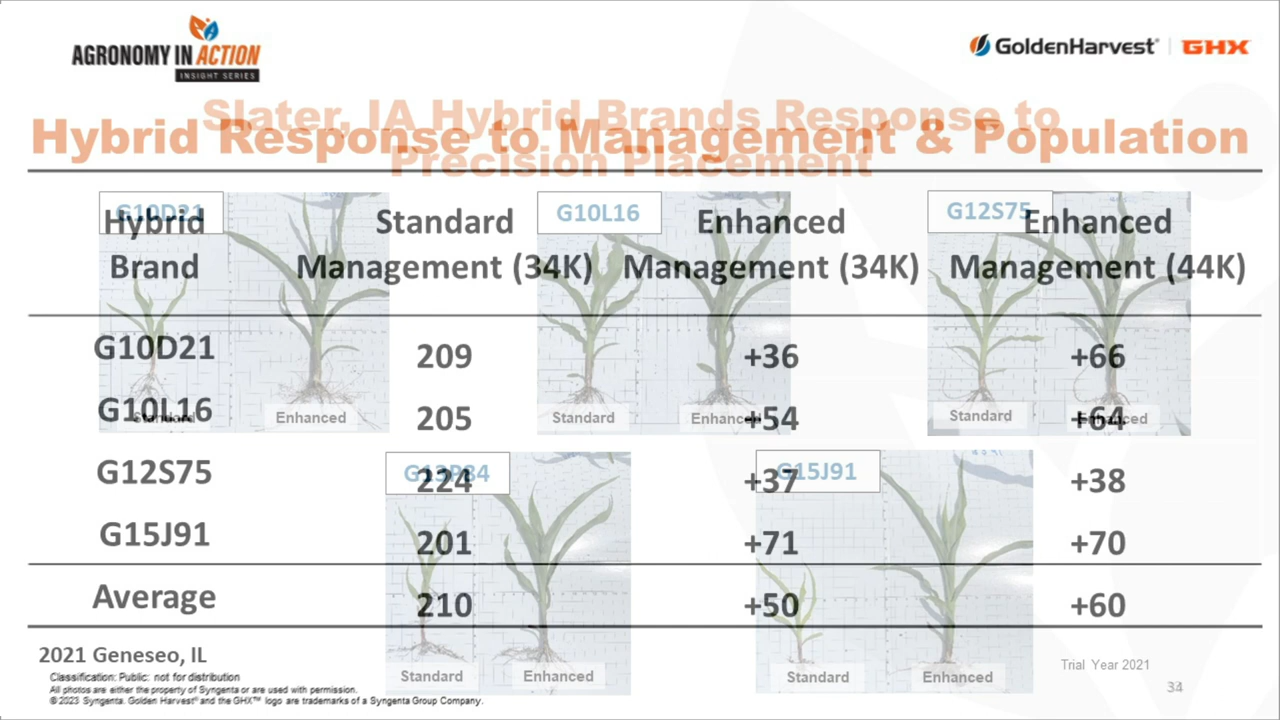 AGRONOMY IN ACTION
INSIGHT SERIES
GoldenHarvest® | GHX
Slater, IA Hybrid Brands Response to
Precision Placement
Hybrid Response to Management & Population
G10D21
G10L16
G12S75
Hybrid Brand
Standard Management (34K)
Enhanced Management (34K)
Enhanced Management (44K)
G10D21 209 +36 +66
G10L16 205 +54 +64
Standard Enhanced Standard Enhanced Standard Enhanced
G15J91
G12S75 224 +37 +38
G15J91 201 +71 +70
Average 210 +50 +60
2021 Geneseo, IL
Standard Enhanced Standard Enhanced
Trial Year 2021
Classification: Public: not for distribution
All photos are either the property of Syngenta or are used with permission.
© 2023 Syngenta. Golden Harvest® and the GHX™ logo are trademarks of a Syngenta Group Company.
34